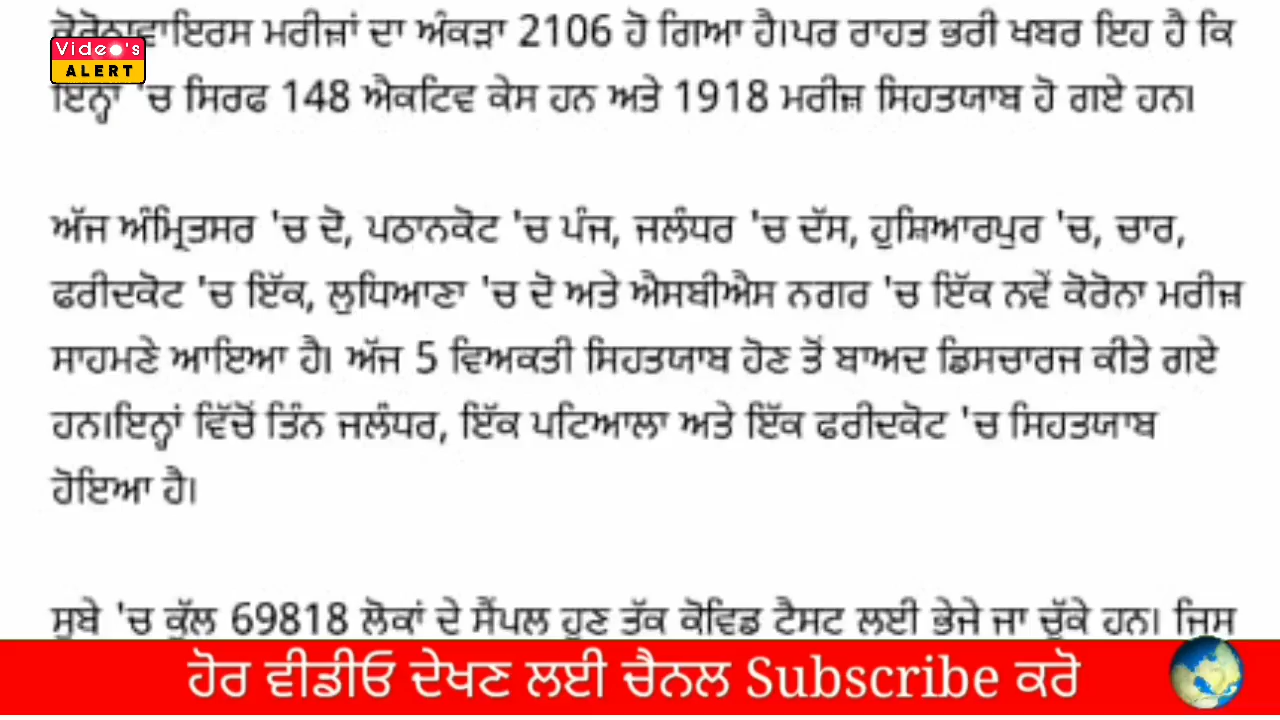 ਕੋਰੋਨਾਵਾਇਰਸ ਮਰੀਜ਼ਾਂ ਦਾ ਅੰਕੜਾ 2106 ਹੋ ਗਿਆ ਹੈ।ਪਰ ਰਾਹਤ ਭਰੀ ਖਬਰ ਇਹ ਹੈ ਕਿ
Video's
ALERT
ਇਨ੍ਹਾਂ 'ਚ ਸਿਰਫ 148 ਐਕਟਿਵ ਕੇਸ ਹਨ ਅਤੇ 1918 ਮਰੀਜ਼ ਸਿਹਤਯਾਬ ਹੋ ਗਏ ਹਨ।
ਅੱਜ ਅੰਮ੍ਰਿਤਸਰ 'ਚ ਦੋ, ਪਠਾਨਕੋਟ 'ਚ ਪੰਜ, ਜਲੰਧਰ 'ਚ ਦੱਸ, ਹੁਸ਼ਿਆਰਪੁਰ 'ਚ, ਚਾਰ,
ਫਰੀਦਕੋਟ 'ਚ ਇੱਕ, ਲੁਧਿਆਣਾ 'ਚ ਦੋ ਅਤੇ ਐਸਬੀਐਸ ਨਗਰ 'ਚ ਇੱਕ ਨਵੇਂ ਕੋਰੋਨਾ ਮਰੀਜ਼
ਸਾਹਮਣੇ ਆਇਆ ਹੈ। ਅੱਜ 5 ਵਿਅਕਤੀ ਸਿਹਤਯਾਬ ਹੋਣ ਤੋਂ ਬਾਅਦ ਡਿਸਚਾਰਜ ਕੀਤੇ ਗਏ
ਹਨ।ਇਨ੍ਹਾਂ ਵਿੱਚੋਂ ਤਿੰਨ ਜਲੰਧਰ, ਇੱਕ ਪਟਿਆਲਾ ਅਤੇ ਇੱਕ ਫਰੀਦਕੋਟ 'ਚ ਸਿਹਤਯਾਬ
ਹੋਇਆ ਹੈ।
ਸੂਬੇ 'ਚ ਕੁੱਲ 69818 ਲੋਕਾਂ ਦੇ ਸੈਂਪਲ ਹੁਣ ਤੱਕ ਕੋਵਿਡ ਟੈਸਟ ਲਈ ਭੇਜੇ ਜਾ ਚੁੱਕੇ ਹਨ। ਜਿਸ
ਹੋਰ ਵੀਡੀਓ ਦੇਖਣ ਲਈ ਚੈਨਲ Subscribe ਕਰੋ